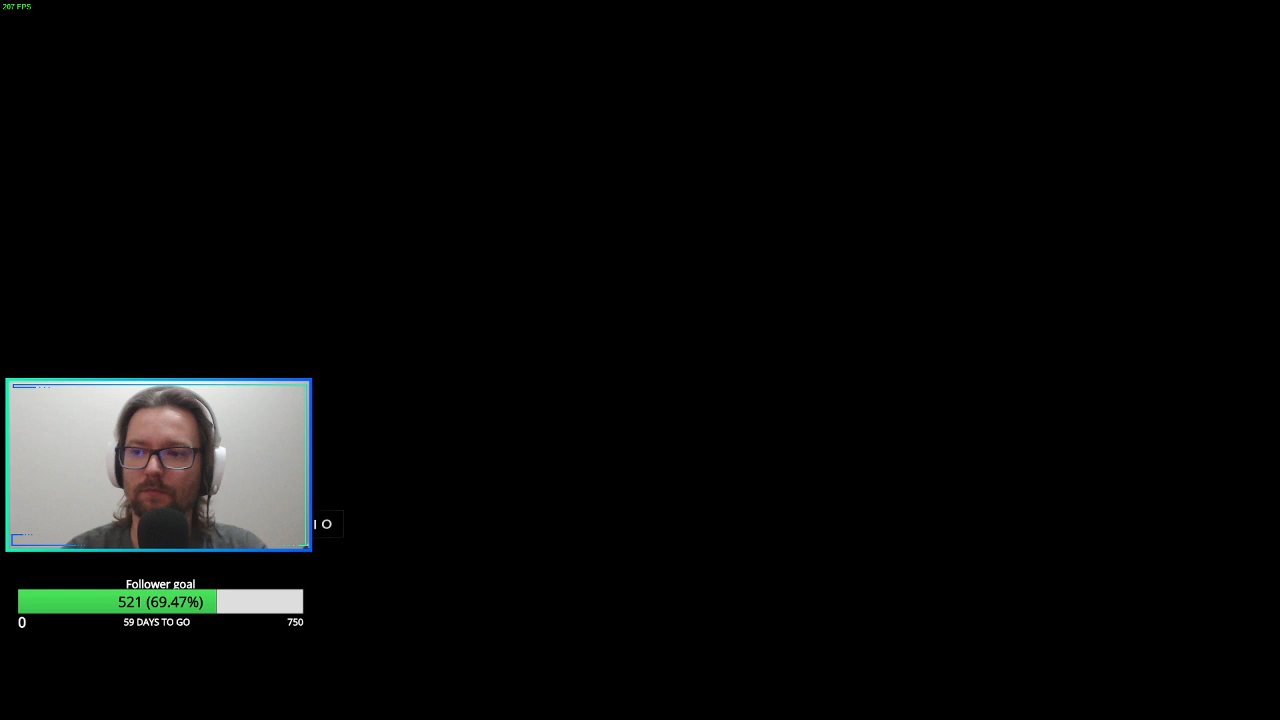 207 FPS
I O
Follower goal
521 (69.47%)
0
59 DAYS TO GO
750